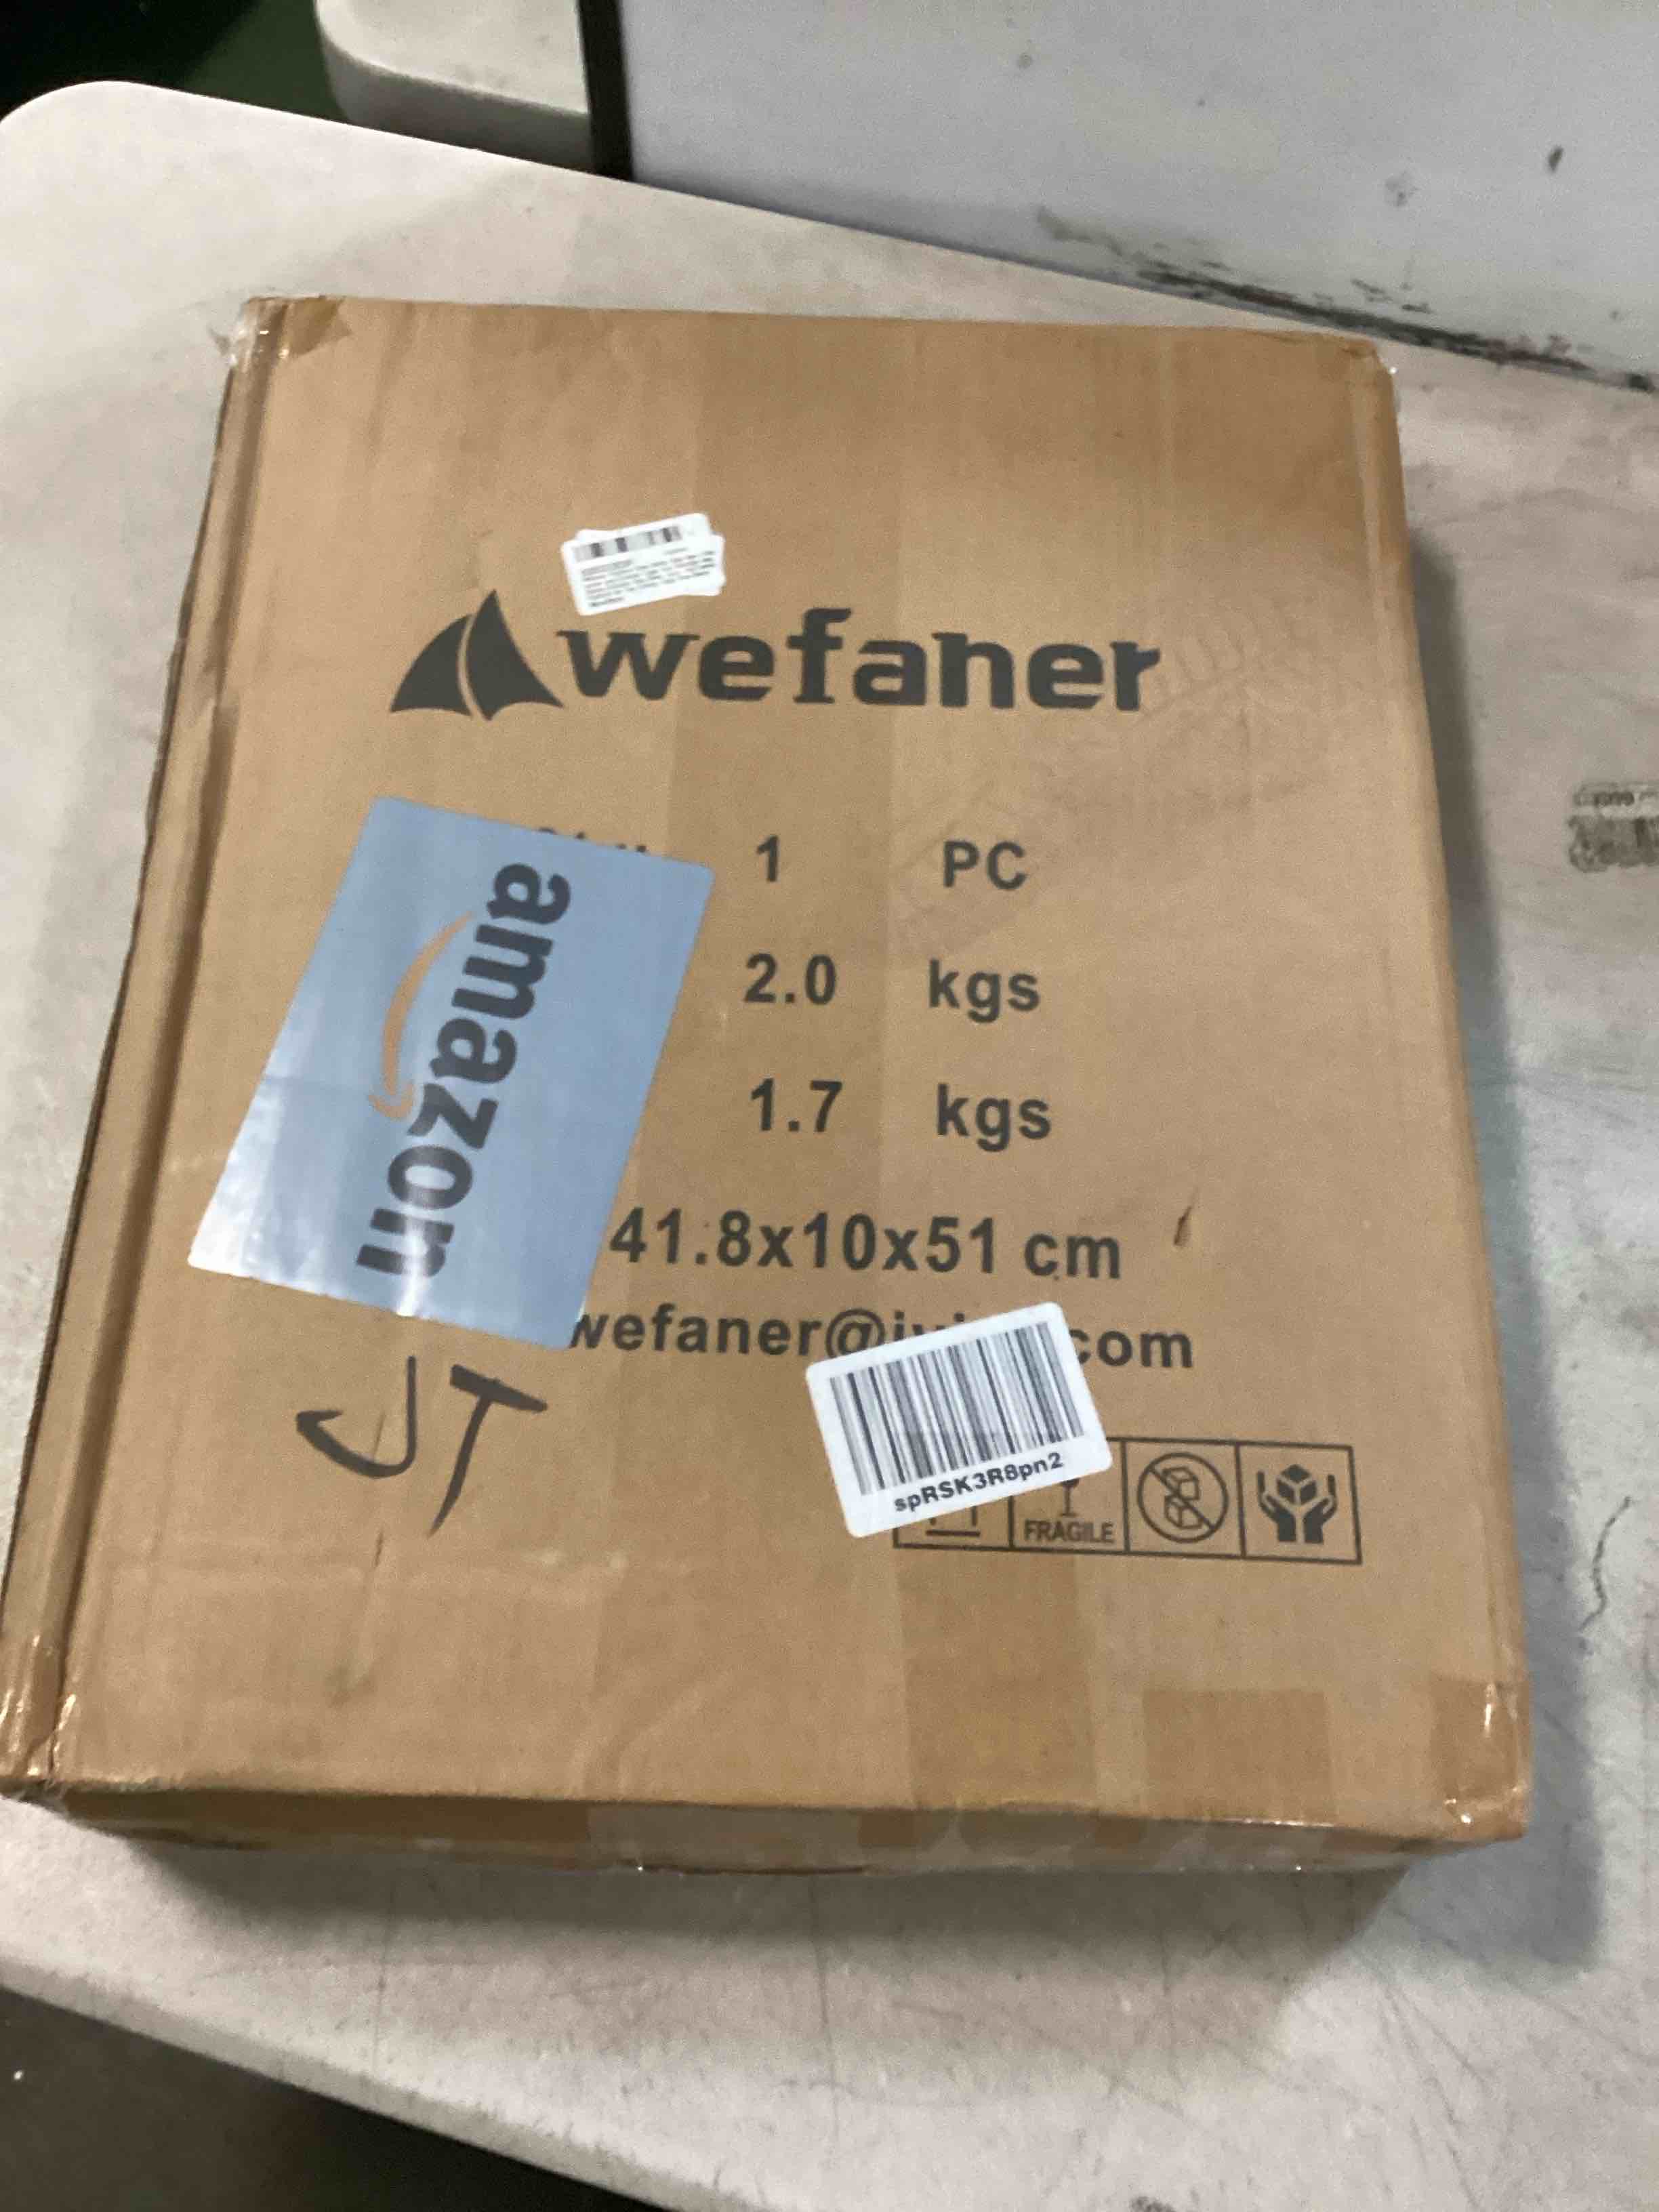 wefaner
1 PC
2.0 kgs
1.7 kgs
41.8x10x51 cm
wefaner@ com
amazon
JT
spRSK3R8pn2
FRAGILE